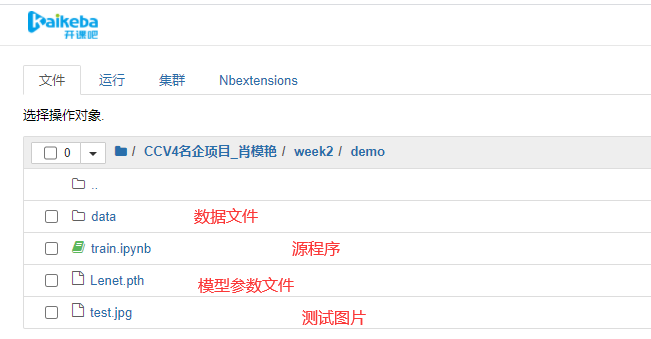 Kaikeba
开课吧
文件 运行 集群 Nbextensions
选择操作对象.
0 / CCV4名企项目_肖模艳 / week2 / demo
..
data 数据文件
train.ipynb 源程序
Lenet.pth 模型参数文件
test.jpg 测试图片